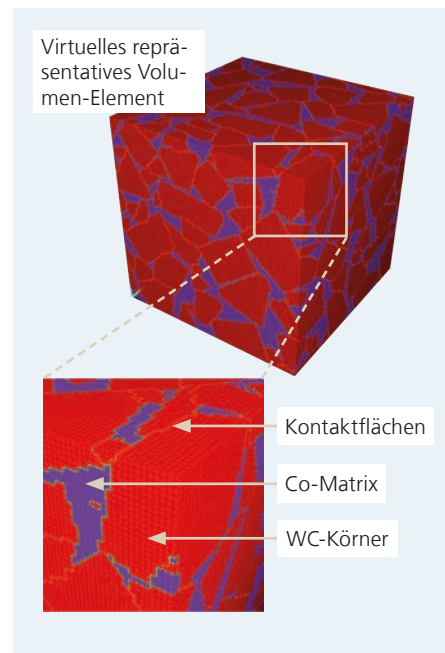 Virtuelles reprä-
sentatives Volu-
men-Element
Kontaktflächen
Co-Matrix
WC-Körner